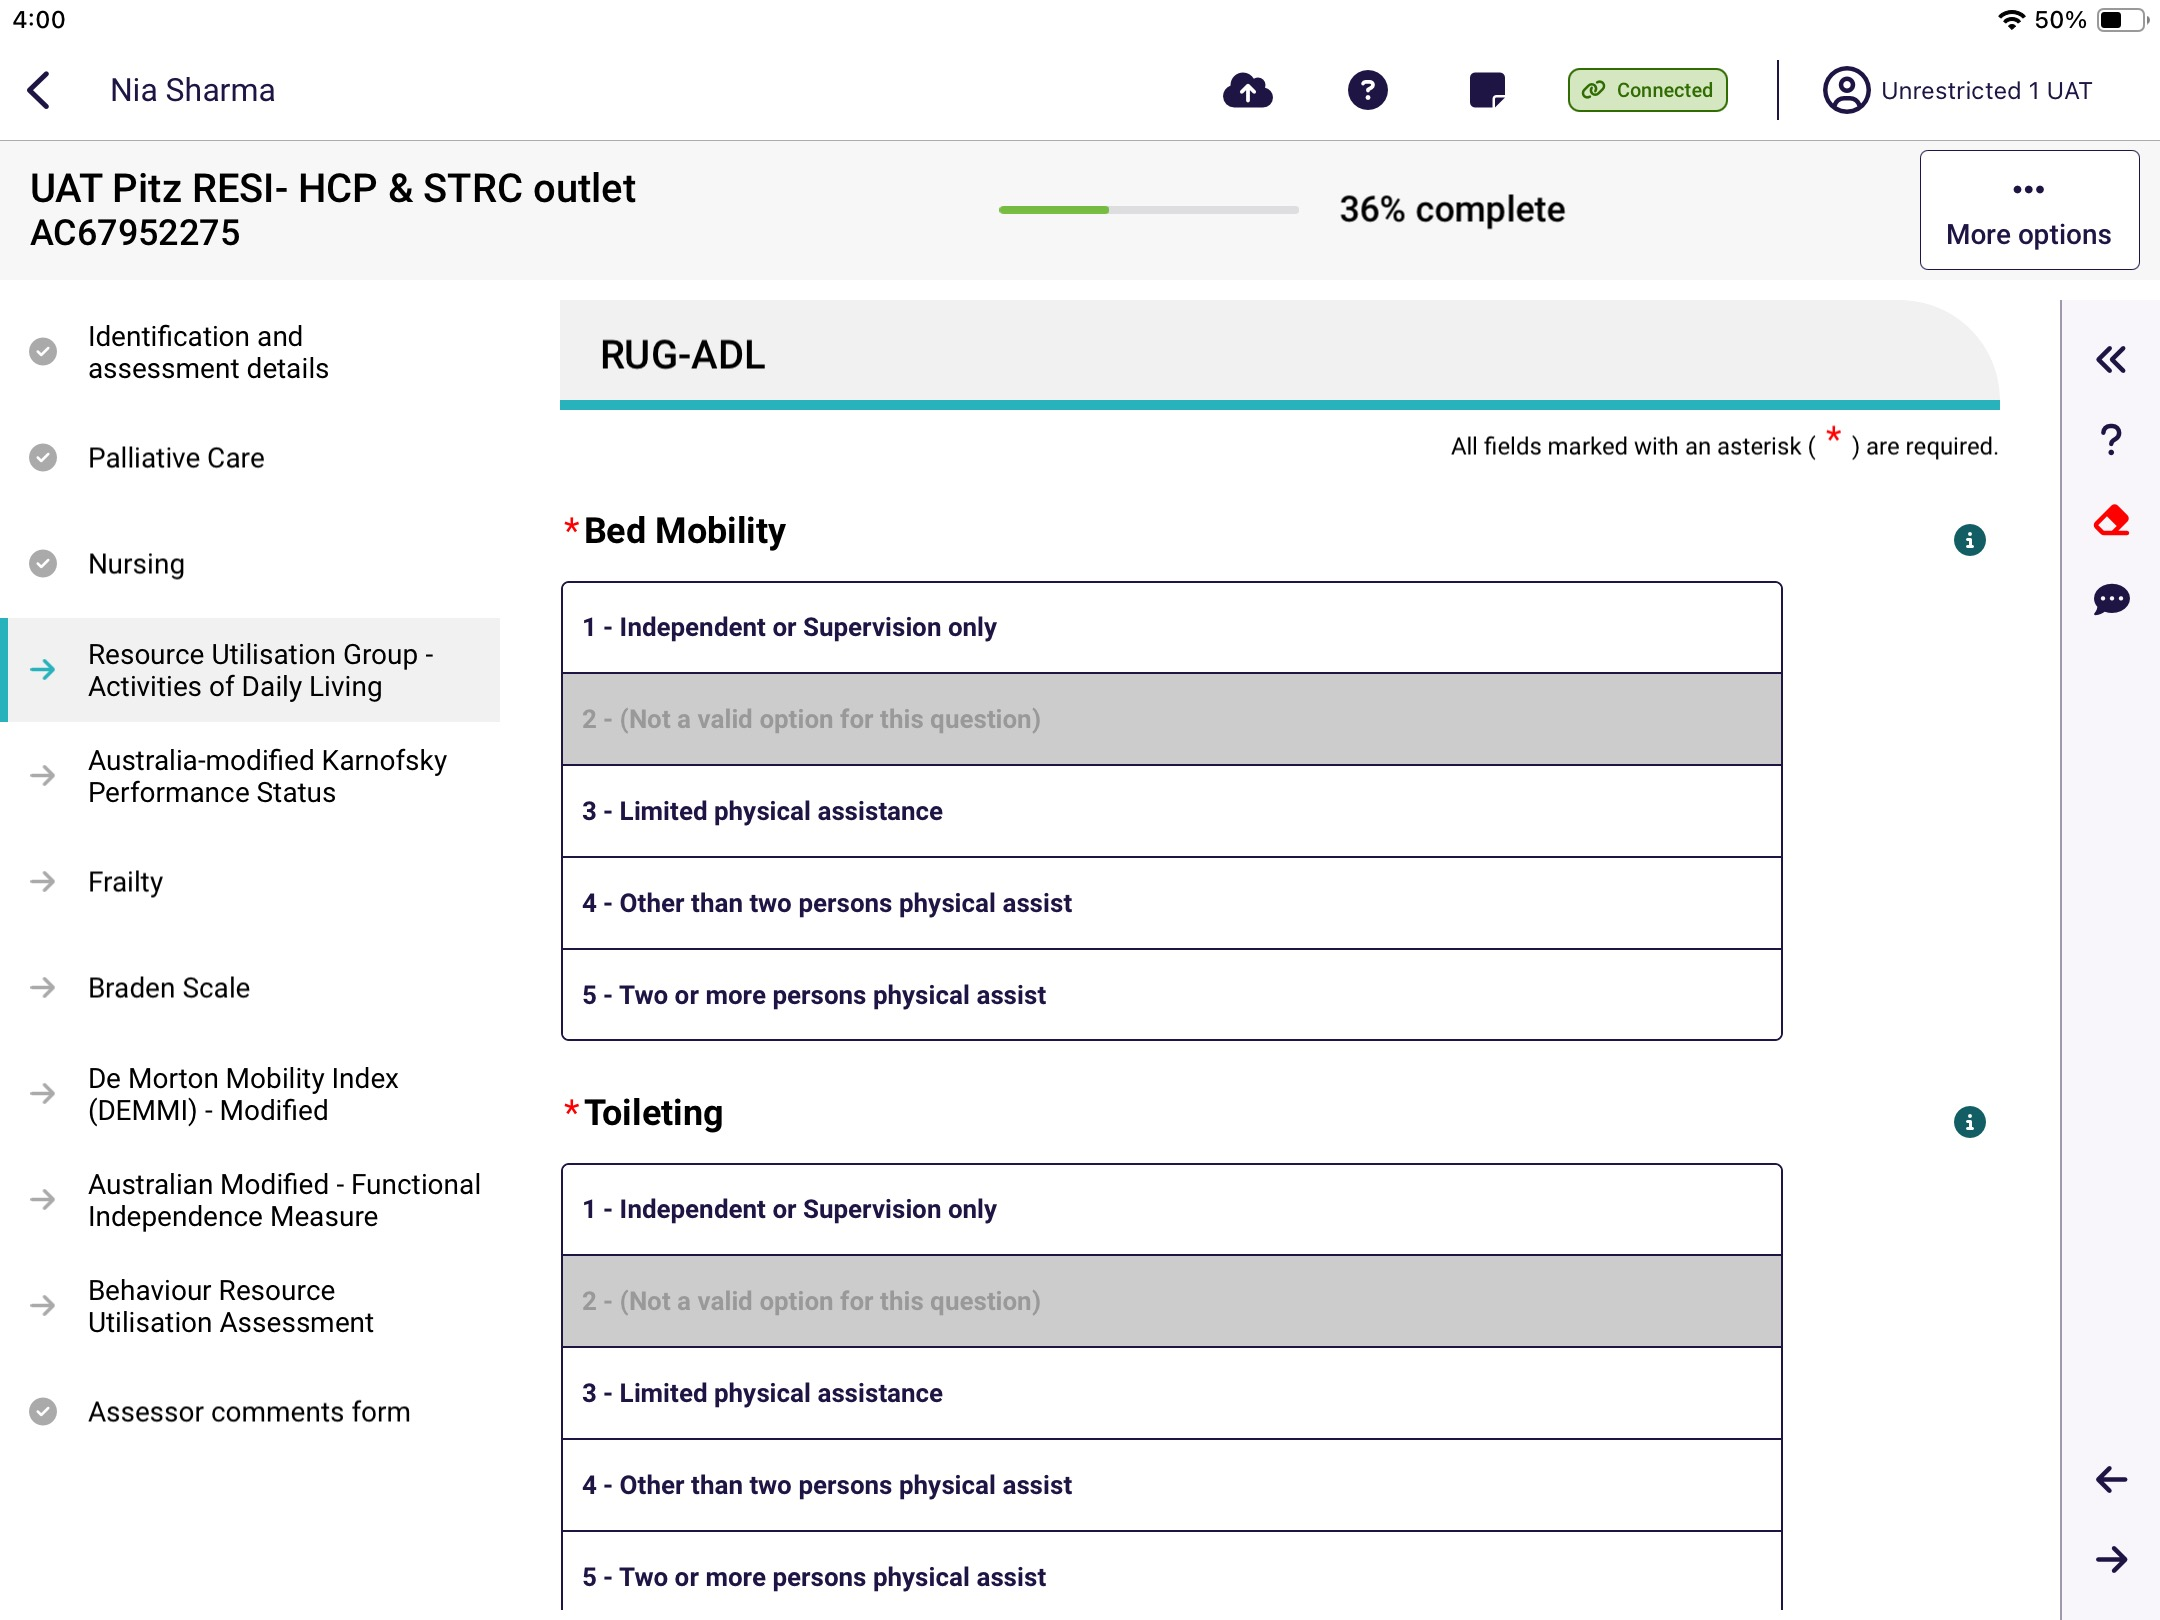 4:00
50%
Nia Sharma
Connected
Unrestricted 1 UAT
UAT Pitz RESI- HCP & STRC outlet
AC67952275
36% complete
More options
Identification and
assessment details
Palliative Care
Nursing
Resource Utilisation Group -
Activities of Daily Living
Australia-modified Karnofsky
Performance Status
Frailty
Braden Scale
De Morton Mobility Index
(DEMMI) - Modified
Australian Modified - Functional
Independence Measure
Behaviour Resource
Utilisation Assessment
Assessor comments form
RUG-ADL
All fields marked with an asterisk ( * ) are required.
* Bed Mobility
1 - Independent or Supervision only
2 - (Not a valid option for this question)
3 - Limited physical assistance
4 - Other than two persons physical assist
5 - Two or more persons physical assist
* Toileting
1 - Independent or Supervision only
2 - (Not a valid option for this question)
3 - Limited physical assistance
4 - Other than two persons physical assist
5 - Two or more persons physical assist